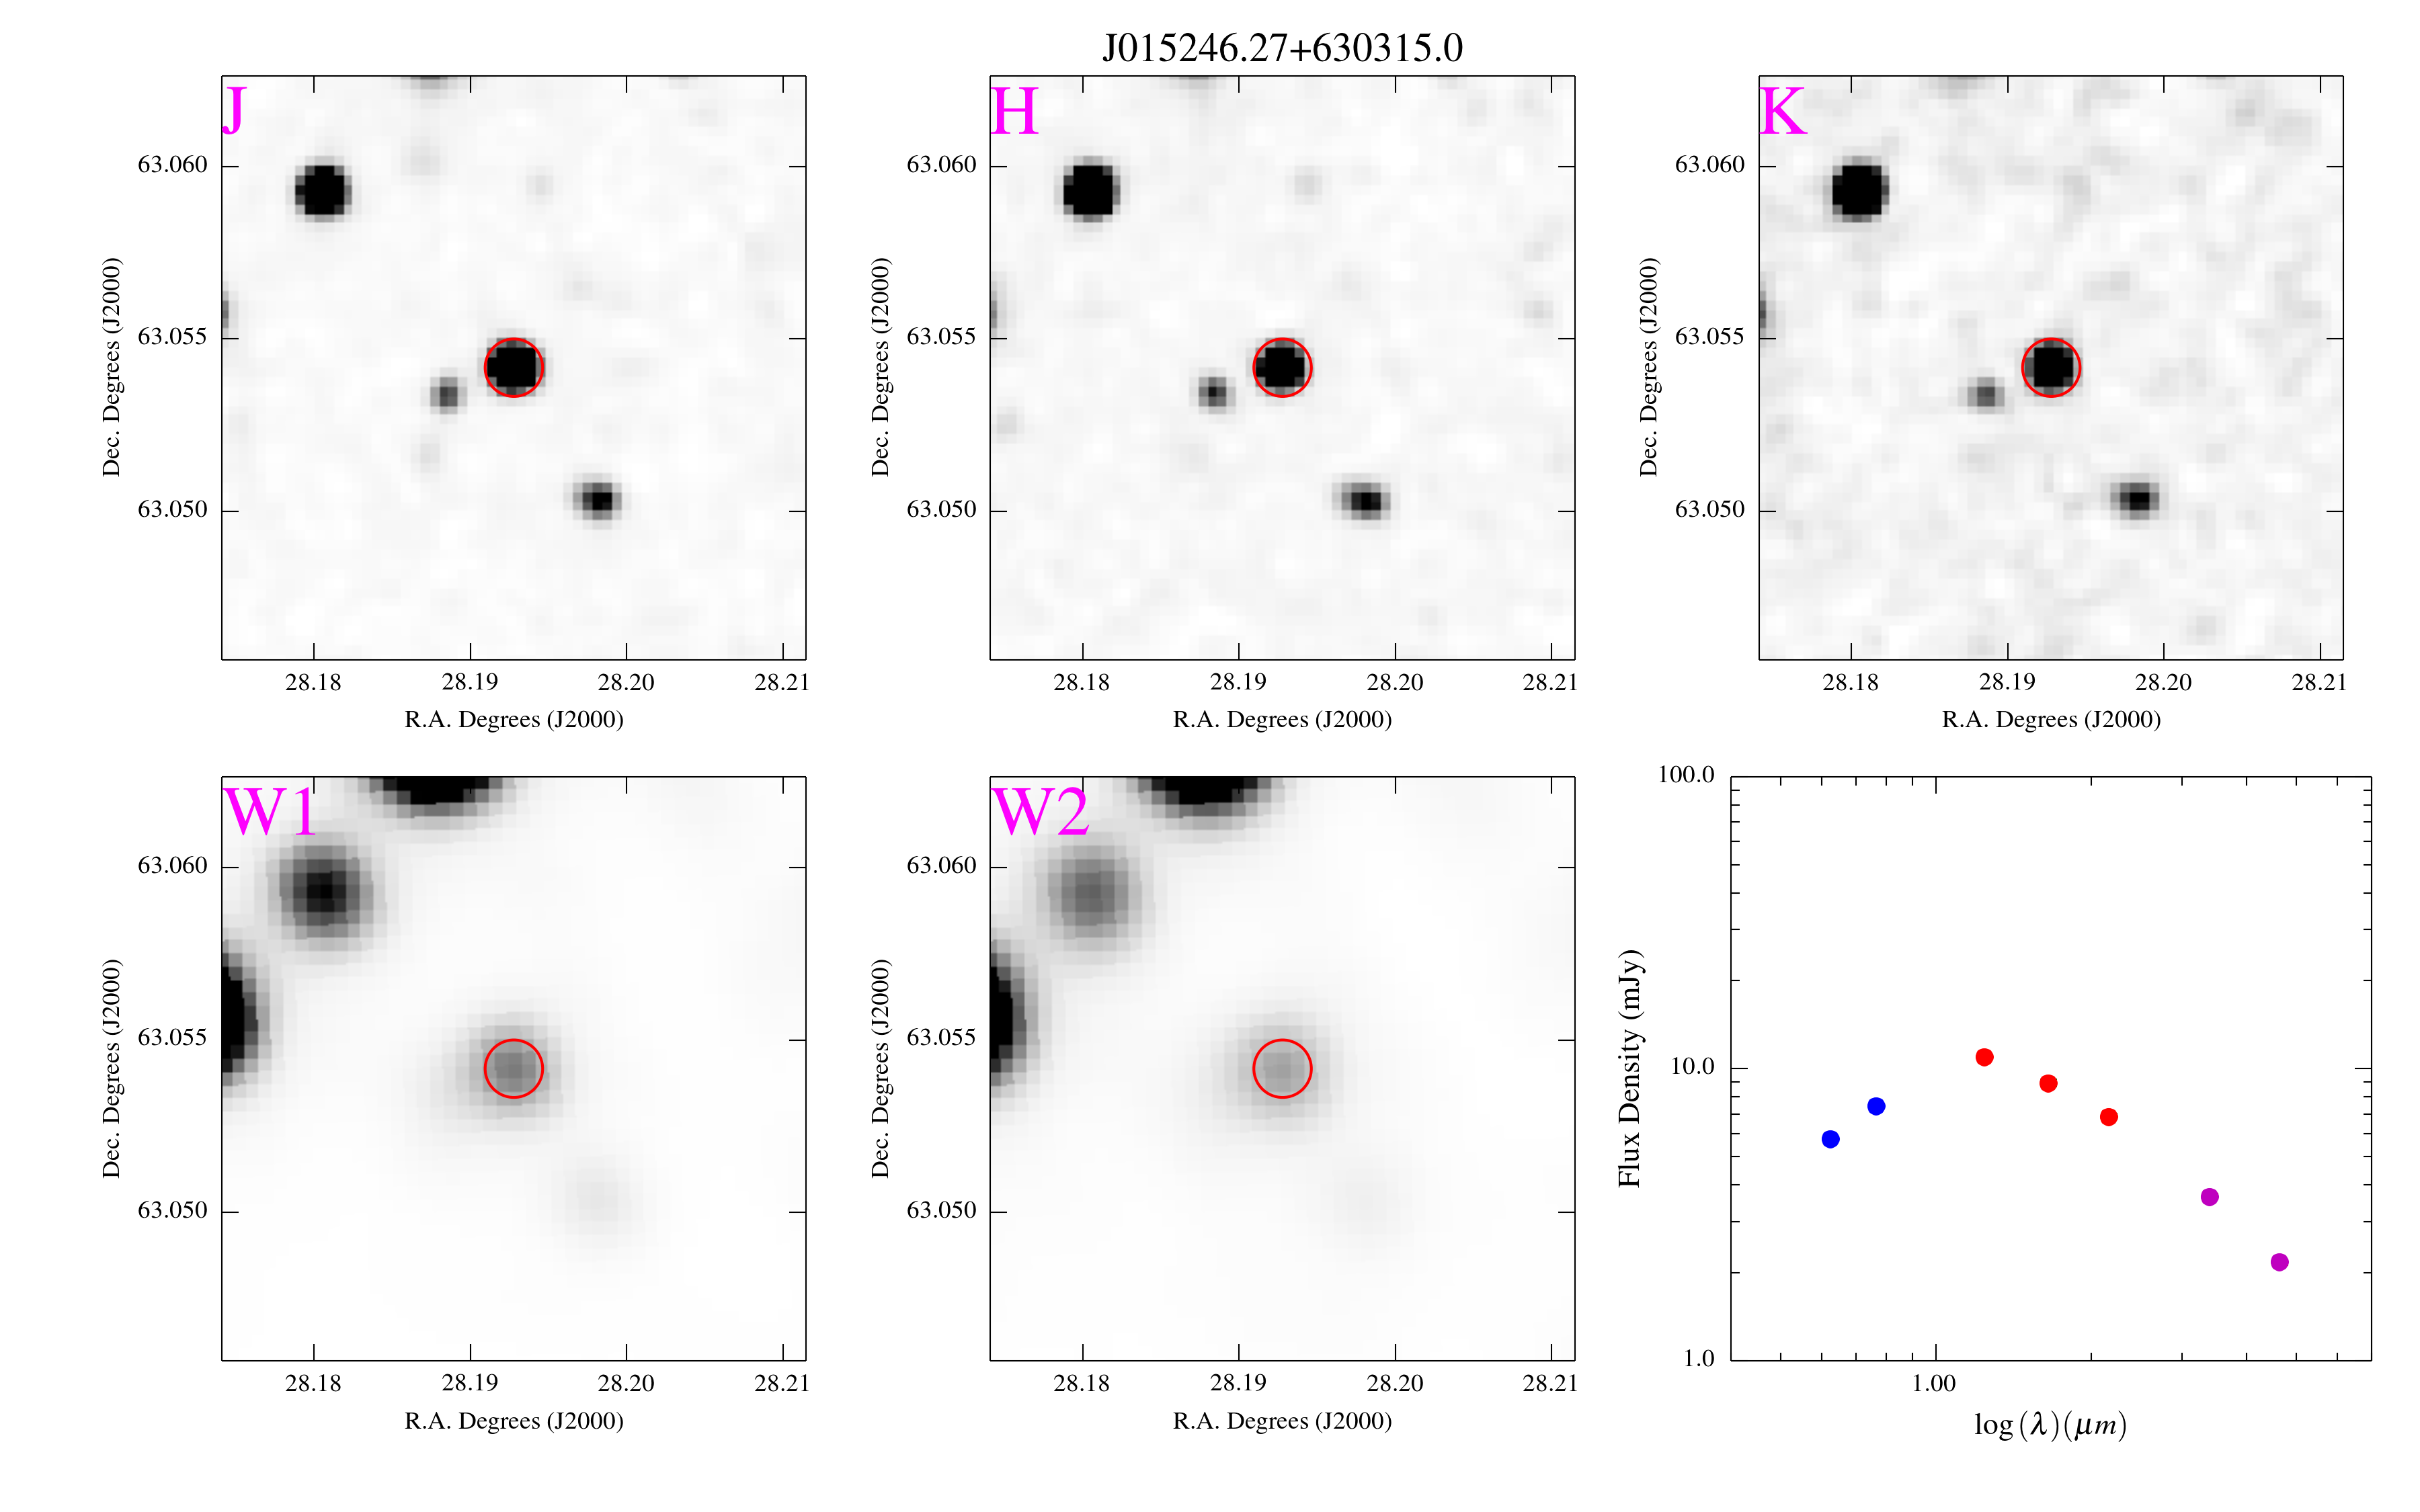 J015246.27+630315.0
J
63.060
63.055
63.050
Dec. Degrees (J2000)
28.18 28.19 28.20 28.21
R.A. Degrees (J2000)
H
63.060
63.055
63.050
Dec. Degrees (J2000)
28.18 28.19 28.20 28.21
R.A. Degrees (J2000)
K
63.060
63.055
63.050
Dec. Degrees (J2000)
28.18 28.19 28.20 28.21
R.A. Degrees (J2000)
W1
63.060
63.055
63.050
Dec. Degrees (J2000)
28.18 28.19 28.20 28.21
R.A. Degrees (J2000)
W2
63.060
63.055
63.050
Dec. Degrees (J2000)
28.18 28.19 28.20 28.21
R.A. Degrees (J2000)
100.0
10.0
1.0
Flux Density (mJy)
1.00
log(λ)(μm)